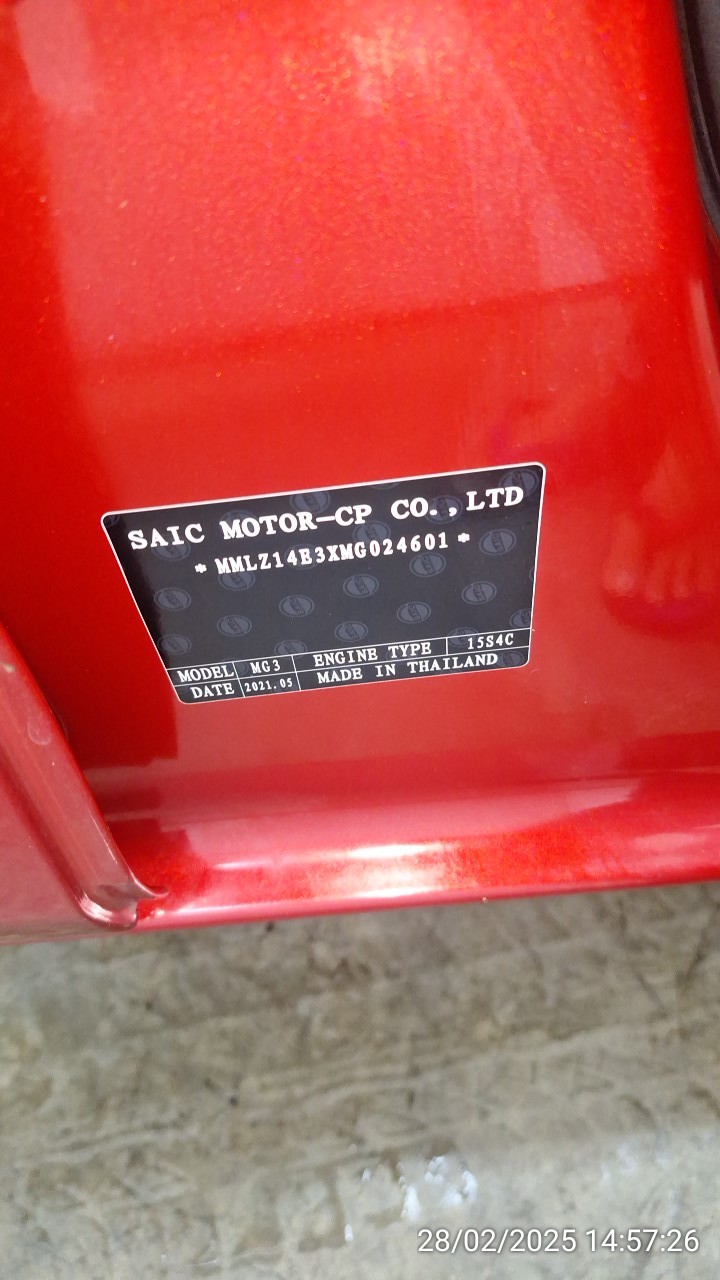 SAIC MOTOR-CP CO.,LTD
* MMLZ14E3XMG024601 *
MODEL MG3 ENGINE TYPE 15S4C
DATE 2021.05 MADE IN THAILAND
28/02/2025 14:57:26